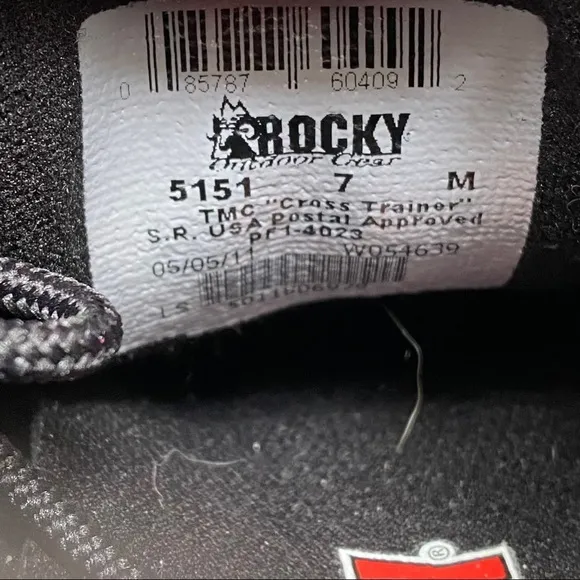 0 85787 60409 2
ROCKY
Outdoor Gear
5151 7 M
TMC "Cross Trainer"
S.R. USA Postal Approved
pf1-4023
05/05/11 W054639
LS
®